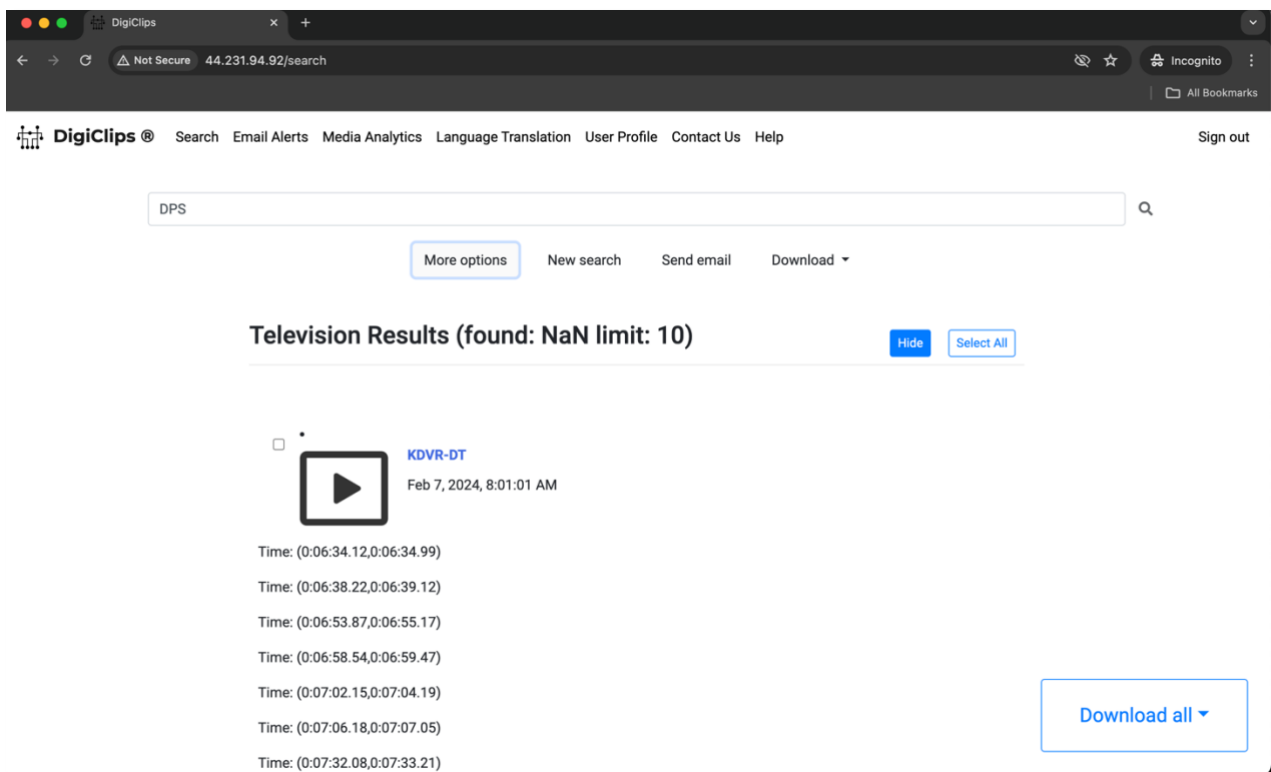 DigiClips
Not Secure 44.231.94.92/search
Incognito
All Bookmarks
DigiClips ® Search Email Alerts Media Analytics Language Translation User Profile Contact Us Help Sign out
DPS
More options New search Send email Download
Television Results (found: NaN limit: 10) Hide Select All
KDVR-DT
Feb 7, 2024, 8:01:01 AM
Time: (0:06:34.12,0:06:34.99)
Time: (0:06:38.22,0:06:39.12)
Time: (0:06:53.87,0:06:55.17)
Time: (0:06:58.54,0:06:59.47)
Time: (0:07:02.15,0:07:04.19)
Time: (0:07:06.18,0:07:07.05)
Download all
Time: (0:07:32.08,0:07:33.21)